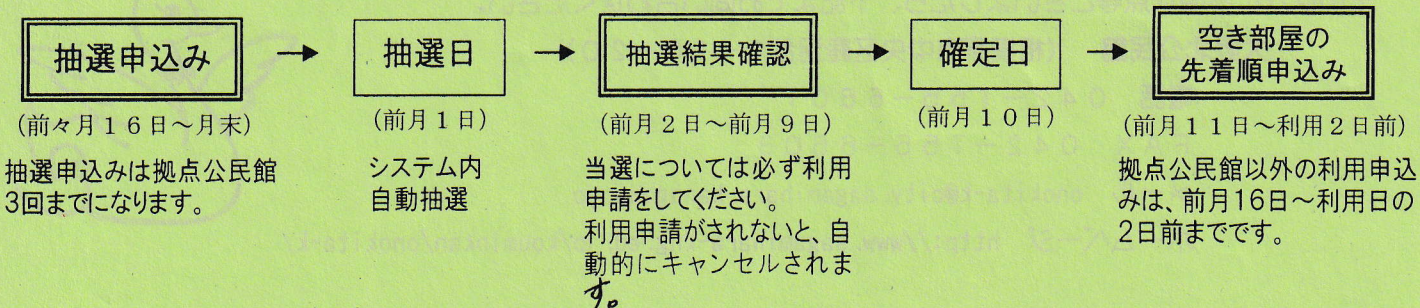 抽選申込み → 抽選日 → 抽選結果確認 → 確定日 → 空き部屋の
先着順申込み
(前々月16日～月末)
抽選申込みは拠点公民館
3回までになります。
(前月1日)
システム内
自動抽選
(前月2日～前月9日)
当選については必ず利用
申請をしてください。
利用申請がされないと、自
動的にキャンセルされま
す。
(前月10日)
(前月11日～利用2日前)
拠点公民館以外の利用申込
みは、前月16日～利用日の
2日前までです。